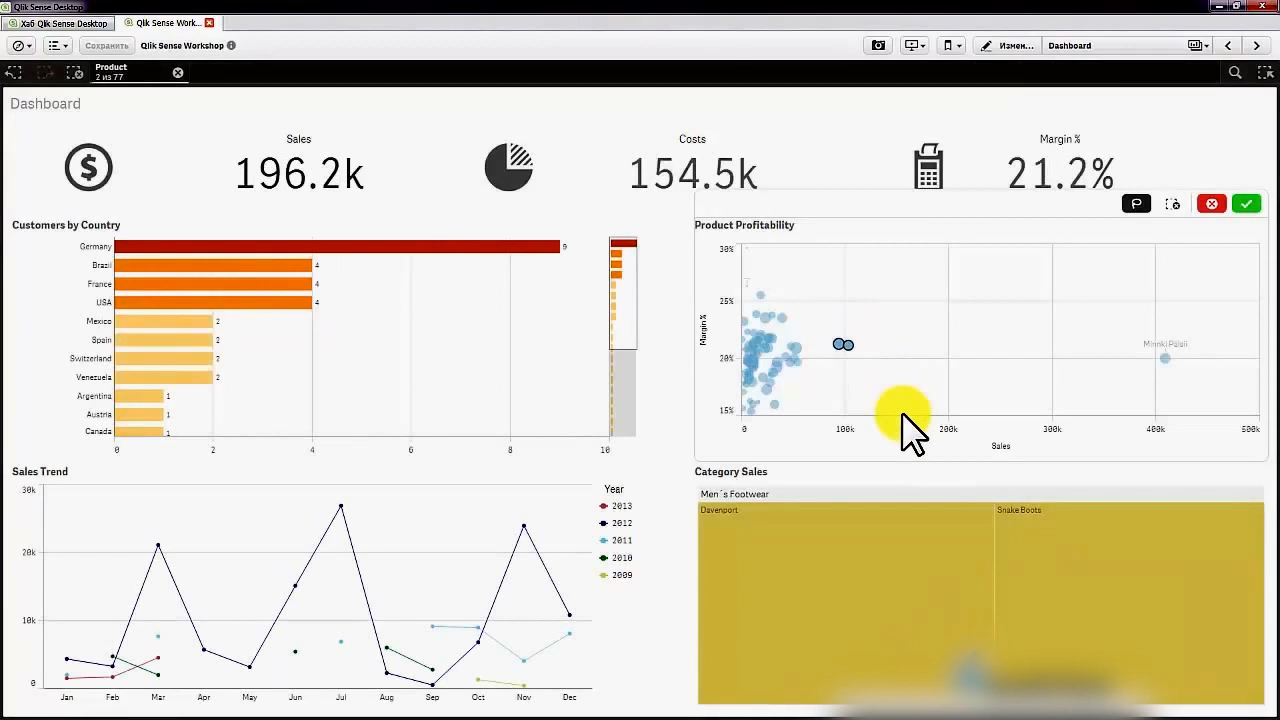 Qlik Sense Desktop
Хаб Qlik Sense Desktop
Qlik Sense Work...
Сохранить
Qlik Sense Workshop
Измен...
Dashboard
Product
2 из 77
Dashboard
Sales
196.2k
Costs
154.5k
Margin %
21.2%
Customers by Country
Germany 9
Brazil 4
France 4
USA 4
Mexico 2
Spain 2
Switzerland 2
Venezuela 2
Argentina 1
Austria 1
Canada 1
0 2 4 6 8 10
Product Profitability
Margin %
30%
25%
20%
15%
Minnki Pälsii
0 100k 200k 400k 500k
Sales
Sales Trend
30k
20k
10k
0
Jan Feb Mar Apr May Jun Jul Aug Sep Oct Nov Dec
Year
2013
2012
2011
2010
2009
Category Sales
Men´s Footwear
Davenport
Snake Boots